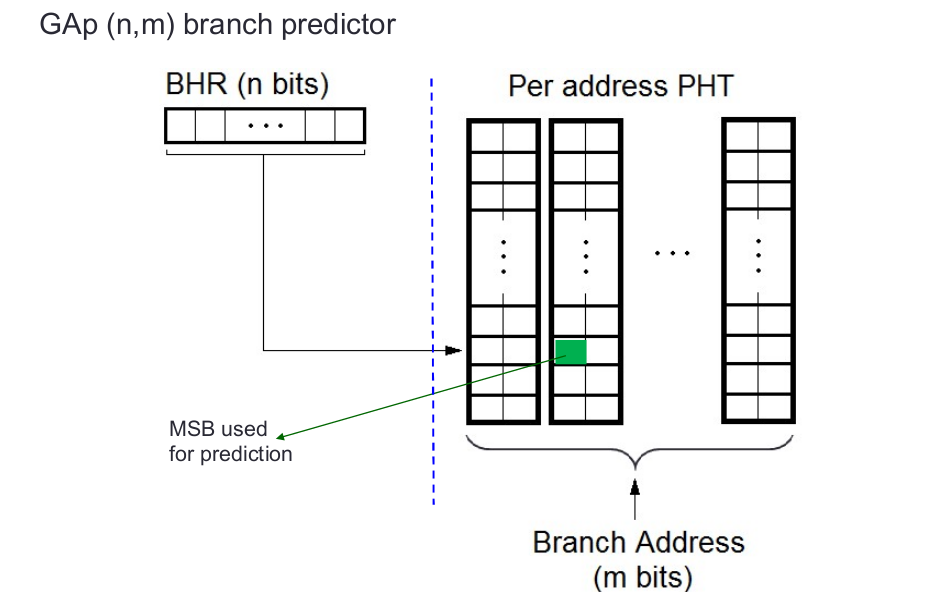 GAp (n,m) branch predictor
BHR (n bits)
Per address PHT
MSB used
for prediction
Branch Address
(m bits)